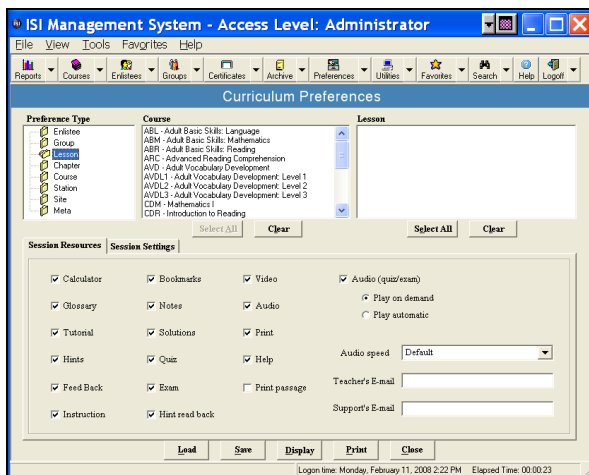 ISI Management System - Access Level: Administrator
File View Tools Favorites Help
Reports Courses Enlistees Groups Certificates Archive Preferences Utilities Favorites Search Help Logoff
Curriculum Preferences
Preference Type Course Lesson
Enlistee
Group
Lesson
Chapter
Course
Station
Site
Meta
ABL - Adult Basic Skills: Language
ABM - Adult Basic Skills: Mathematics
ABR - Adult Basic Skills: Reading
ARC - Advanced Reading Comprehension
AVD - Adult Vocabulary Development
AVDL1 - Adult Vocabulary Development: Level 1
AVDL2 - Adult Vocabulary Development: Level 2
AVDL3 - Adult Vocabulary Development: Level 3
CDM - Mathematics I
CDR - Introduction to Reading
Select All Clear Select All Clear
Session Resources Session Settings
Calculator Bookmarks Video Audio (quiz/exam)
Play on demand
Glossary Notes Audio
Play automatic
Tutorial Solutions Print
Hints Quiz Help Audio speed Default
Feed Back Exam Print passage Teacher's E-mail
Instruction Hint read back Support's E-mail
Load Save Display Print Close
Logon time: Monday, February 11, 2008 2:22 PM Elapsed Time: 00:00:23